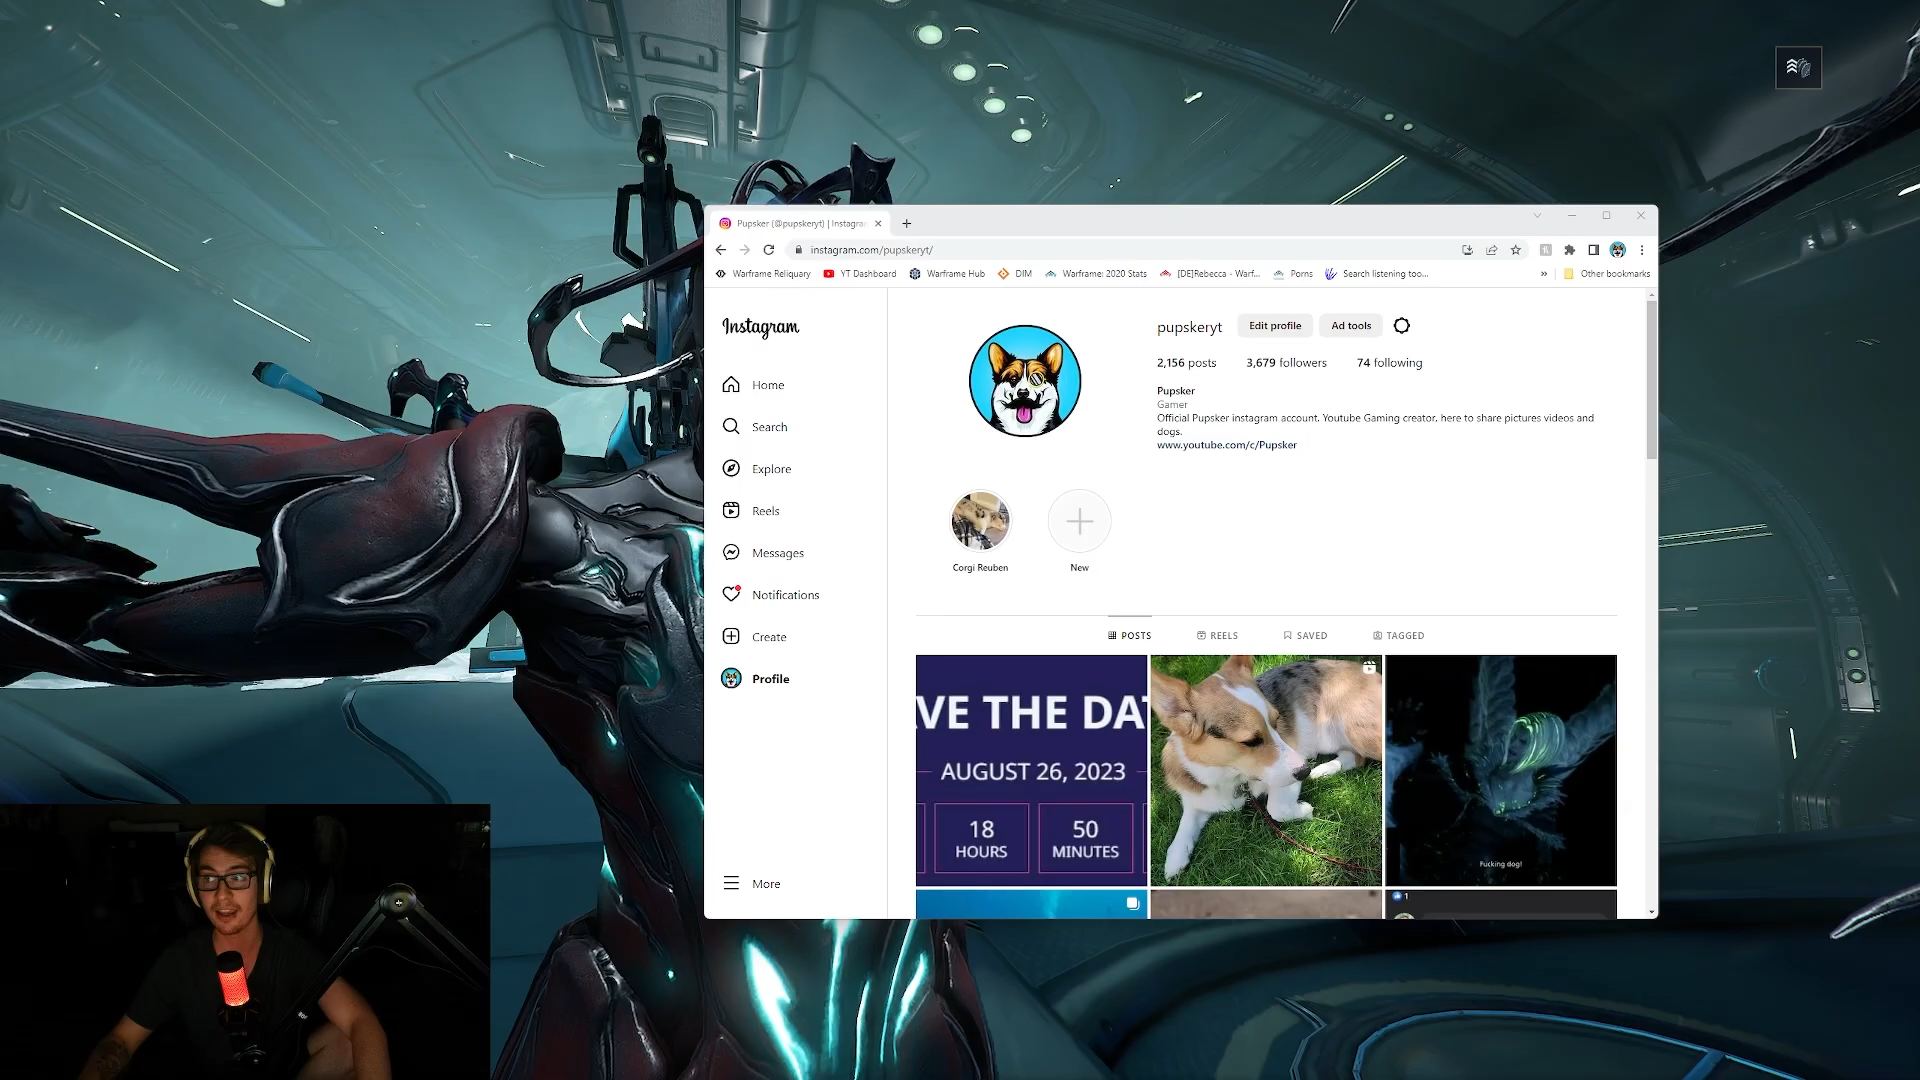 Pupsker (@pupskeryt) | Instagra
instagram.com/pupskeryt/
Warframe Reliquary
YT Dashboard
Warframe Hub
DIM
Warframe: 2020 Stats
[DE]Rebecca - Warf...
Porns
Search listening too...
»
Other bookmarks
Instagram
Home
Search
Explore
Reels
Messages
Notifications
Create
Profile
More
pupskeryt
Edit profile
Ad tools
2,156 posts
3,679 followers
74 following
Pupsker
Gamer
Official Pupsker instagram account. Youtube Gaming creator, here to share pictures videos and
dogs.
www.youtube.com/c/Pupsker
Corgi Reuben
New
POSTS
REELS
SAVED
TAGGED
VE THE DAT
AUGUST 26, 2023
18
HOURS
50
MINUTES
Fucking dog!
1